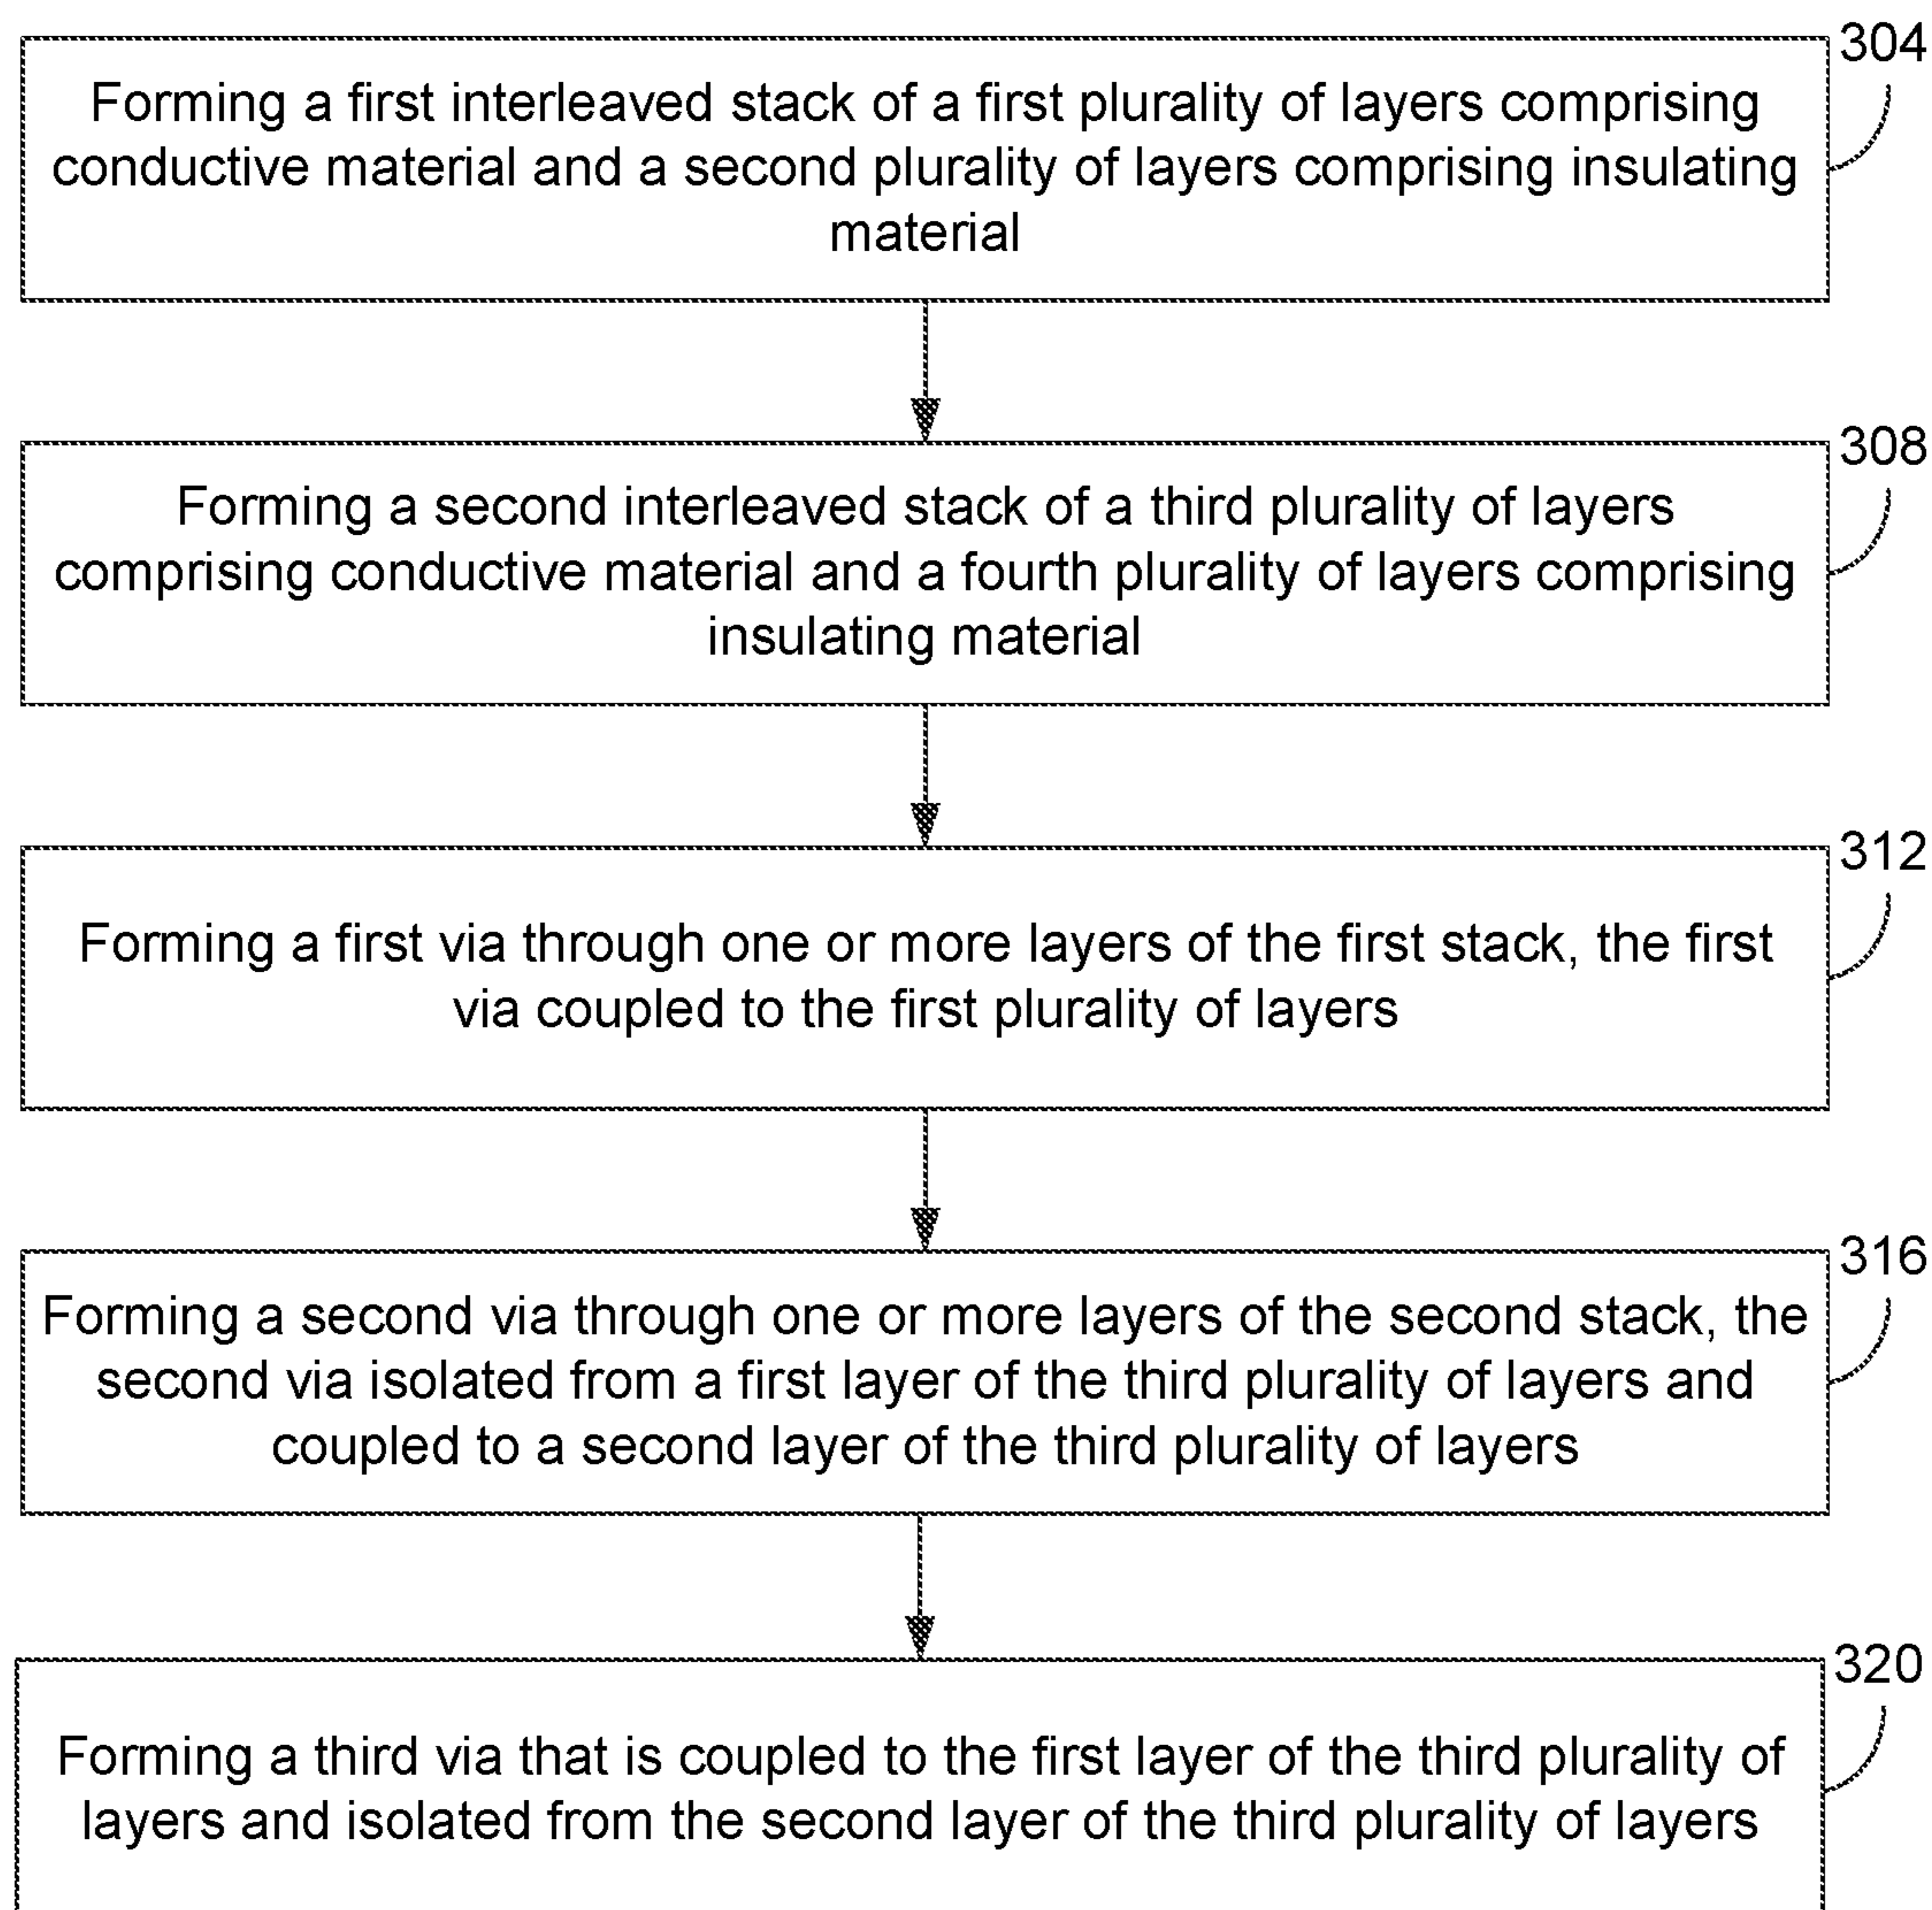 304
Forming a first interleaved stack of a first plurality of layers comprising
conductive material and a second plurality of layers comprising insulating
material
308
Forming a second interleaved stack of a third plurality of layers
comprising conductive material and a fourth plurality of layers comprising
insulating material
312
Forming a first via through one or more layers of the first stack, the first
via coupled to the first plurality of layers
316
Forming a second via through one or more layers of the second stack, the
second via isolated from a first layer of the third plurality of layers and
coupled to a second layer of the third plurality of layers
320
Forming a third via that is coupled to the first layer of the third plurality of
layers and isolated from the second layer of the third plurality of layers